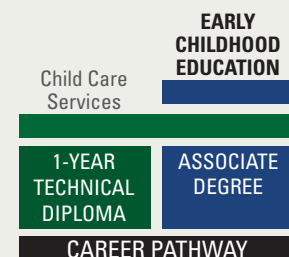 EARLY
CHILDHOOD
EDUCATION
Child Care
Services
1-YEAR
TECHNICAL
DIPLOMA
ASSOCIATE
DEGREE
CAREER PATHWAY